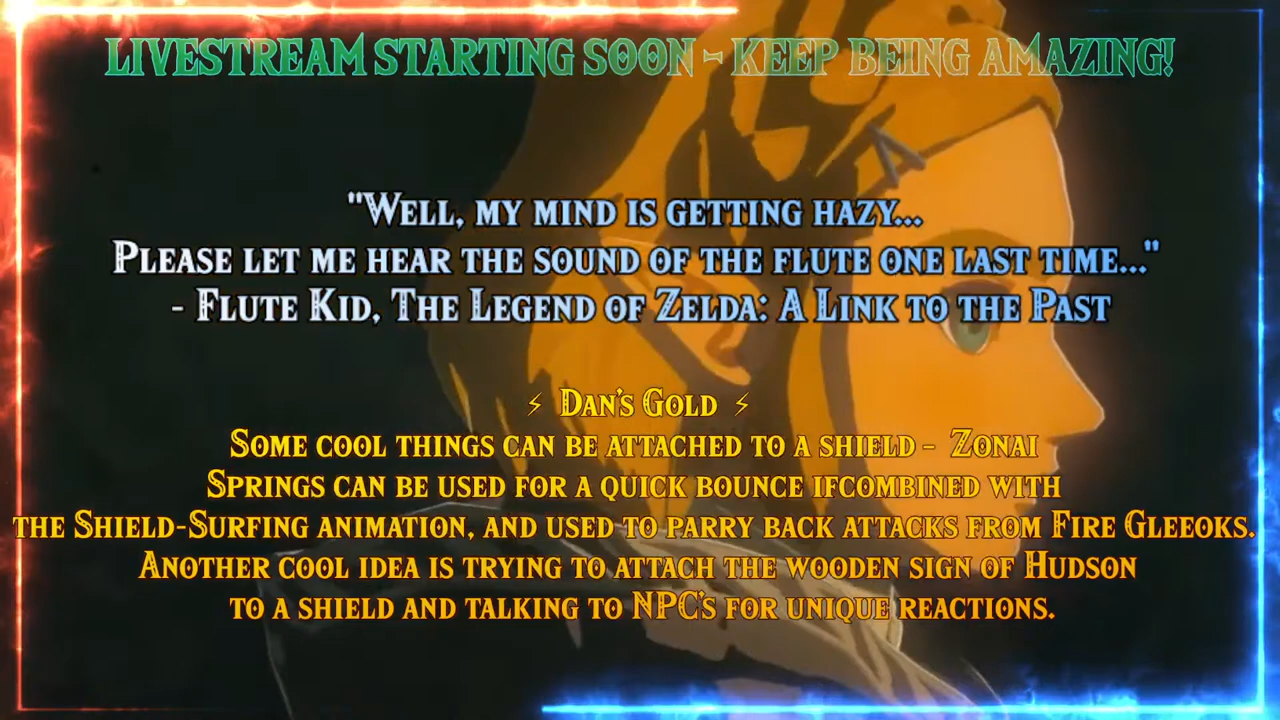 LIVESTREAM STARTING SOON - KEEP BEING AMAZING!
"Well, my mind is getting hazy...
Please let me hear the sound of the flute one last time..."
- Flute Kid, The Legend of Zelda: A Link to the Past
⚡ Dan's Gold ⚡
Some cool things can be attached to a shield - Zonai
Springs can be used for a quick bounce ifcombined with
the Shield-Surfing animation, and used to parry back attacks from Fire Gleeoks.
Another cool idea is trying to attach the wooden sign of Hudson
to a shield and talking to NPC's for unique reactions.